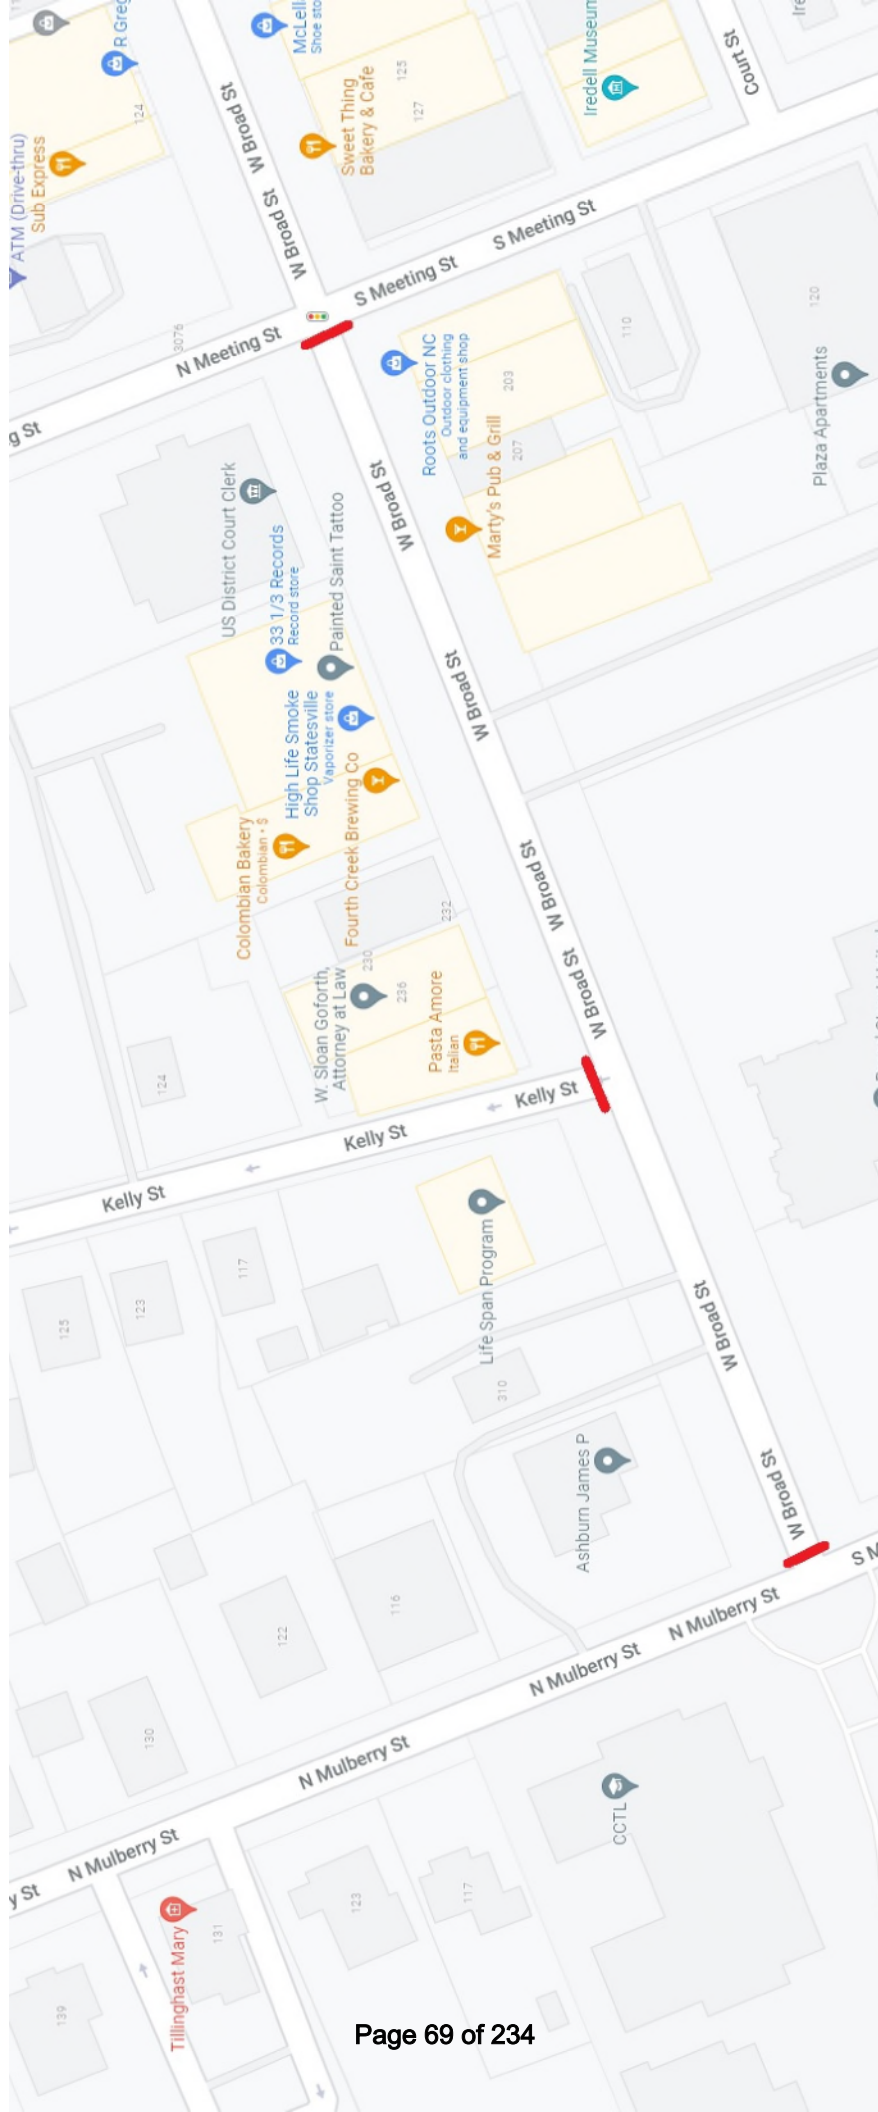 R Greg
McLell
Shoe sto
124
ATM (Drive-thru)
Sub Express
W Broad St
W Broad St
W Broad St
Sweet Thing
Bakery & Cafe
125
127
Iredell Museum
Court St
Ire
S Meeting St
S Meeting St
N Meeting St
3076
g St
110
120
Plaza Apartments
Roots Outdoor NC
Outdoor clothing
and equipment shop
203
207
Marty's Pub & Grill
US District Court Clerk
33 1/3 Records
Record store
Painted Saint Tattoo
W Broad St
W Broad St
High Life Smoke
Shop Statesville
Vaporizer store
Fourth Creek Brewing Co
Colombian Bakery
Colombian • $
232
230
236
W. Sloan Goforth,
Attorney at Law
Pasta Amore
Italian
W Broad St
W Broad St
124
Kelly St
Kelly St
Kelly St
Life Span Program
117
123
125
310
W Broad St
W Broad St
Ashburn James P
116
122
130
S M
N Mulberry St
N Mulberry St
N Mulberry St
N Mulberry St
y St
CCTL
117
123
131
Tillinghast Mary
139
Page 69 of 234